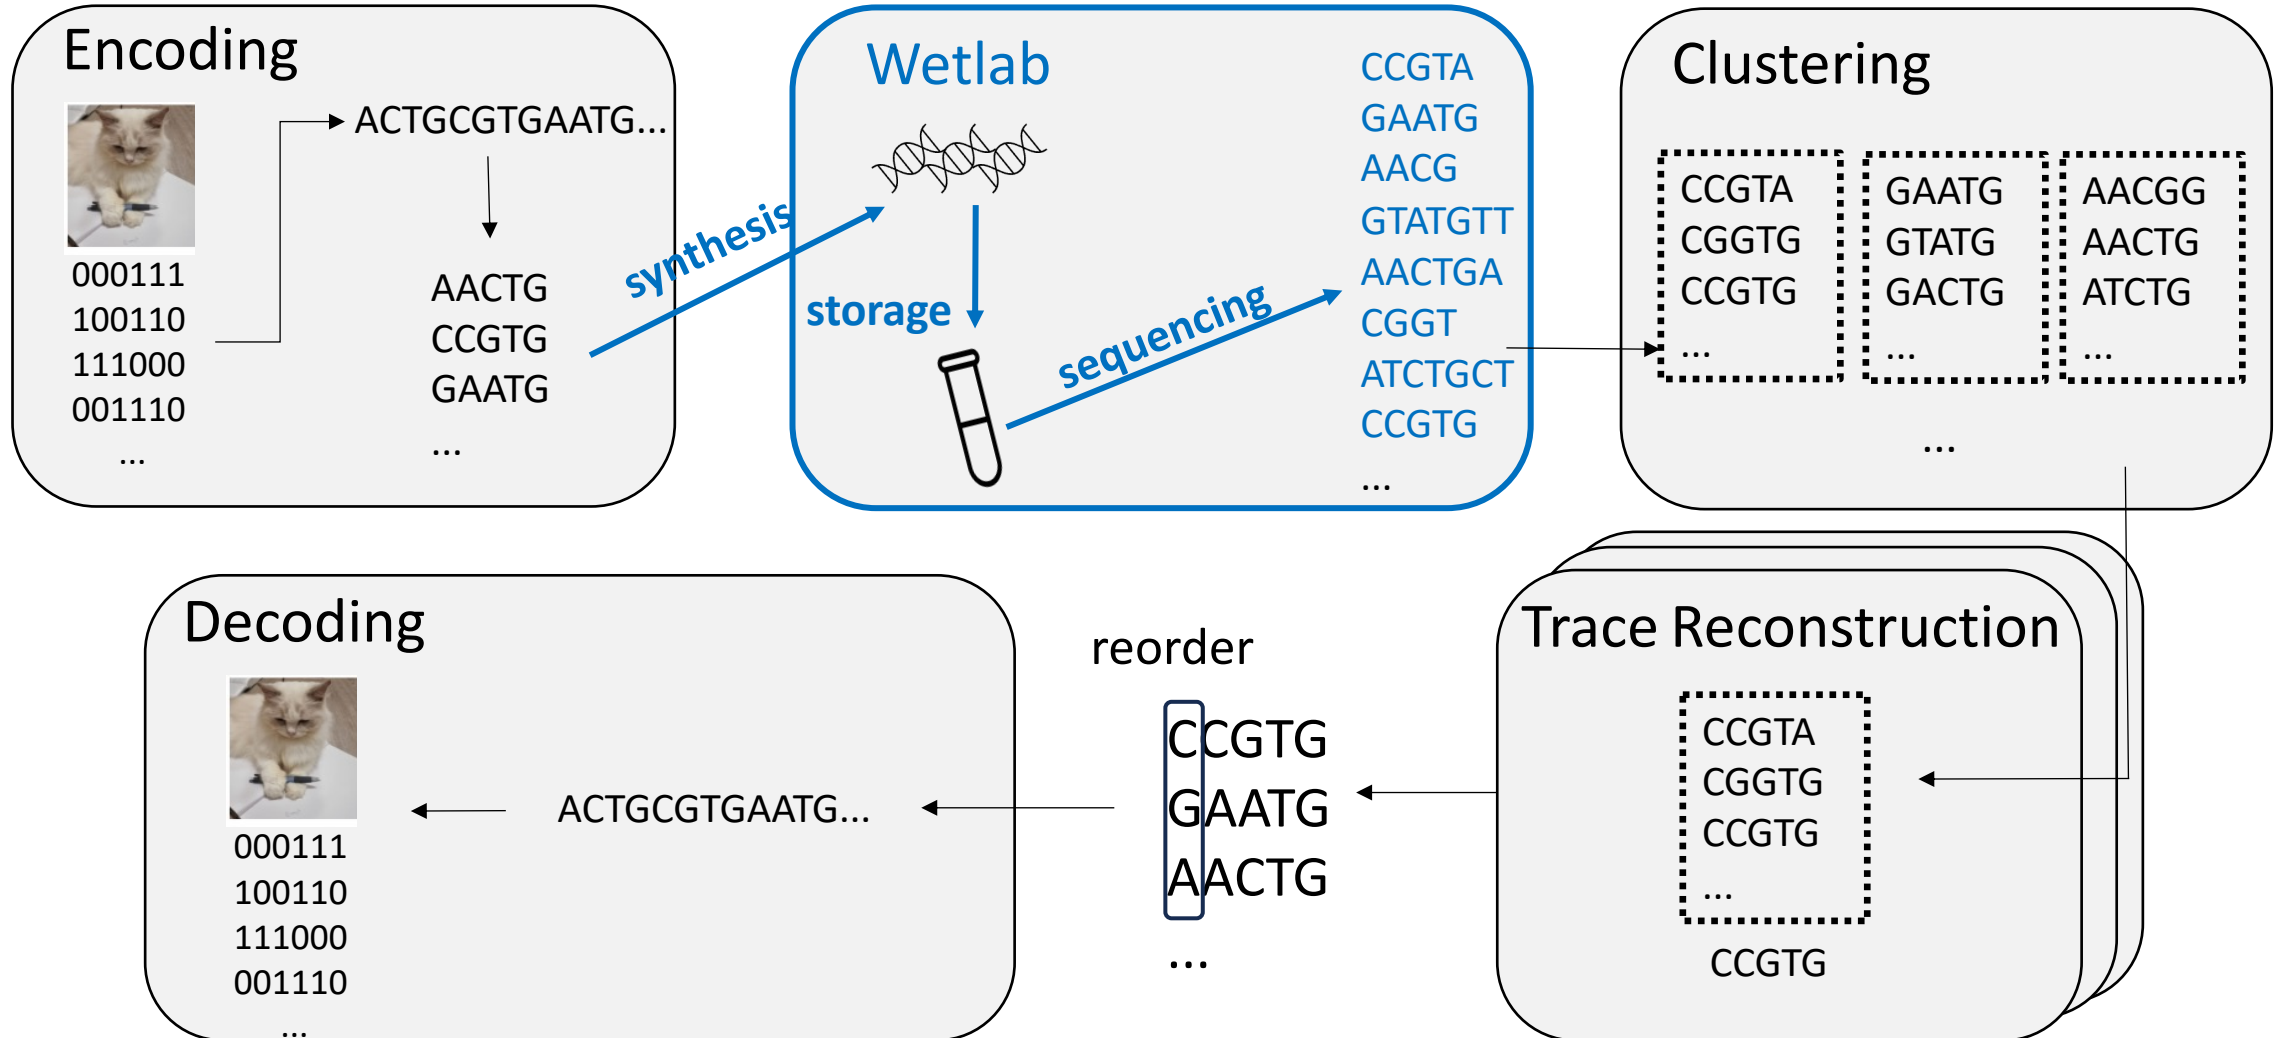 Encoding
ACTGCGTGAATG...
000111
100110
111000
001110
...
AACTG
CCGTG
GAATG
...
synthesis
Wetlab
storage
sequencing
CCGTA
GAATG
AACG
GTATGTT
AACTGA
CGGT
ATCTGCT
CCGTG
...
Clustering
CCGTA
CGGTG
CCGTG
...
GAATG
GTATG
GACTG
...
AACGG
AACTG
ATCTG
...
...
Trace Reconstruction
CCGTA
CGGTG
CCGTG
...
CCGTG
reorder
CCGTG
GAATG
AACTG
...
Decoding
ACTGCGTGAATG...
000111
100110
111000
001110
...